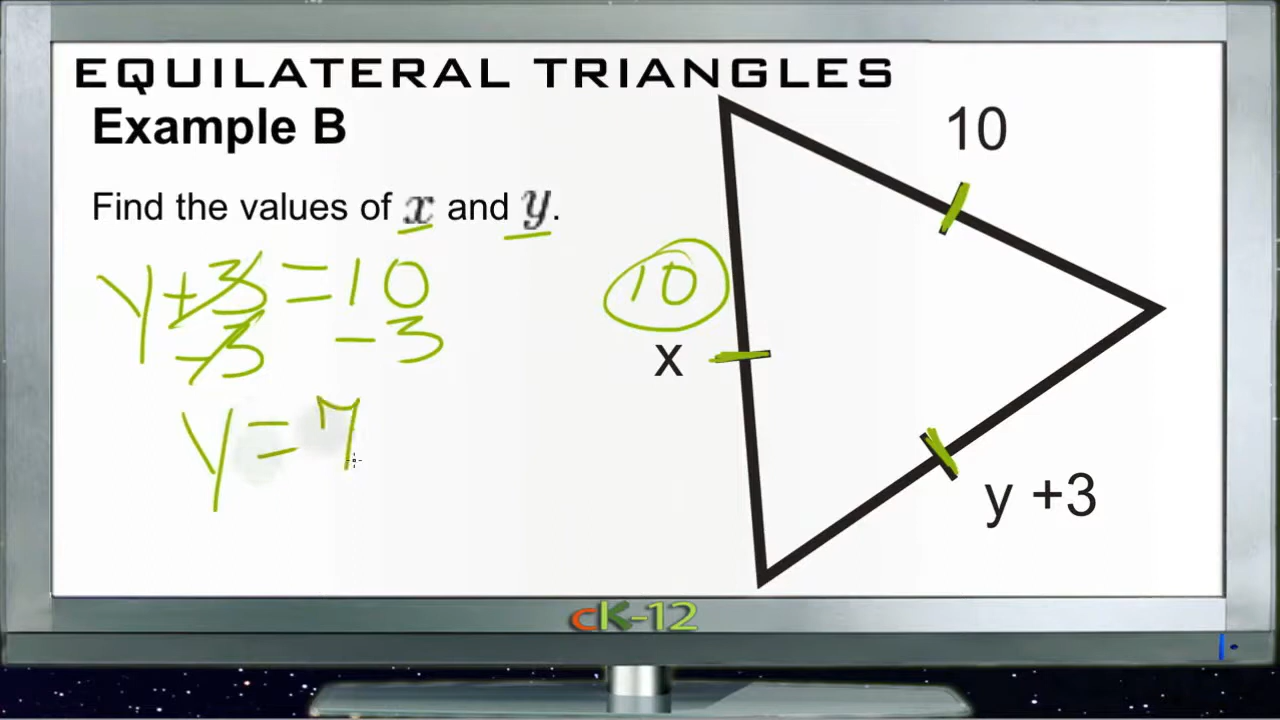 EQUILATERAL TRIANGLES
Example B
10
Find the values of x and y.
y+3=10
-3 -3
y=7
10
x
y +3
cK-12